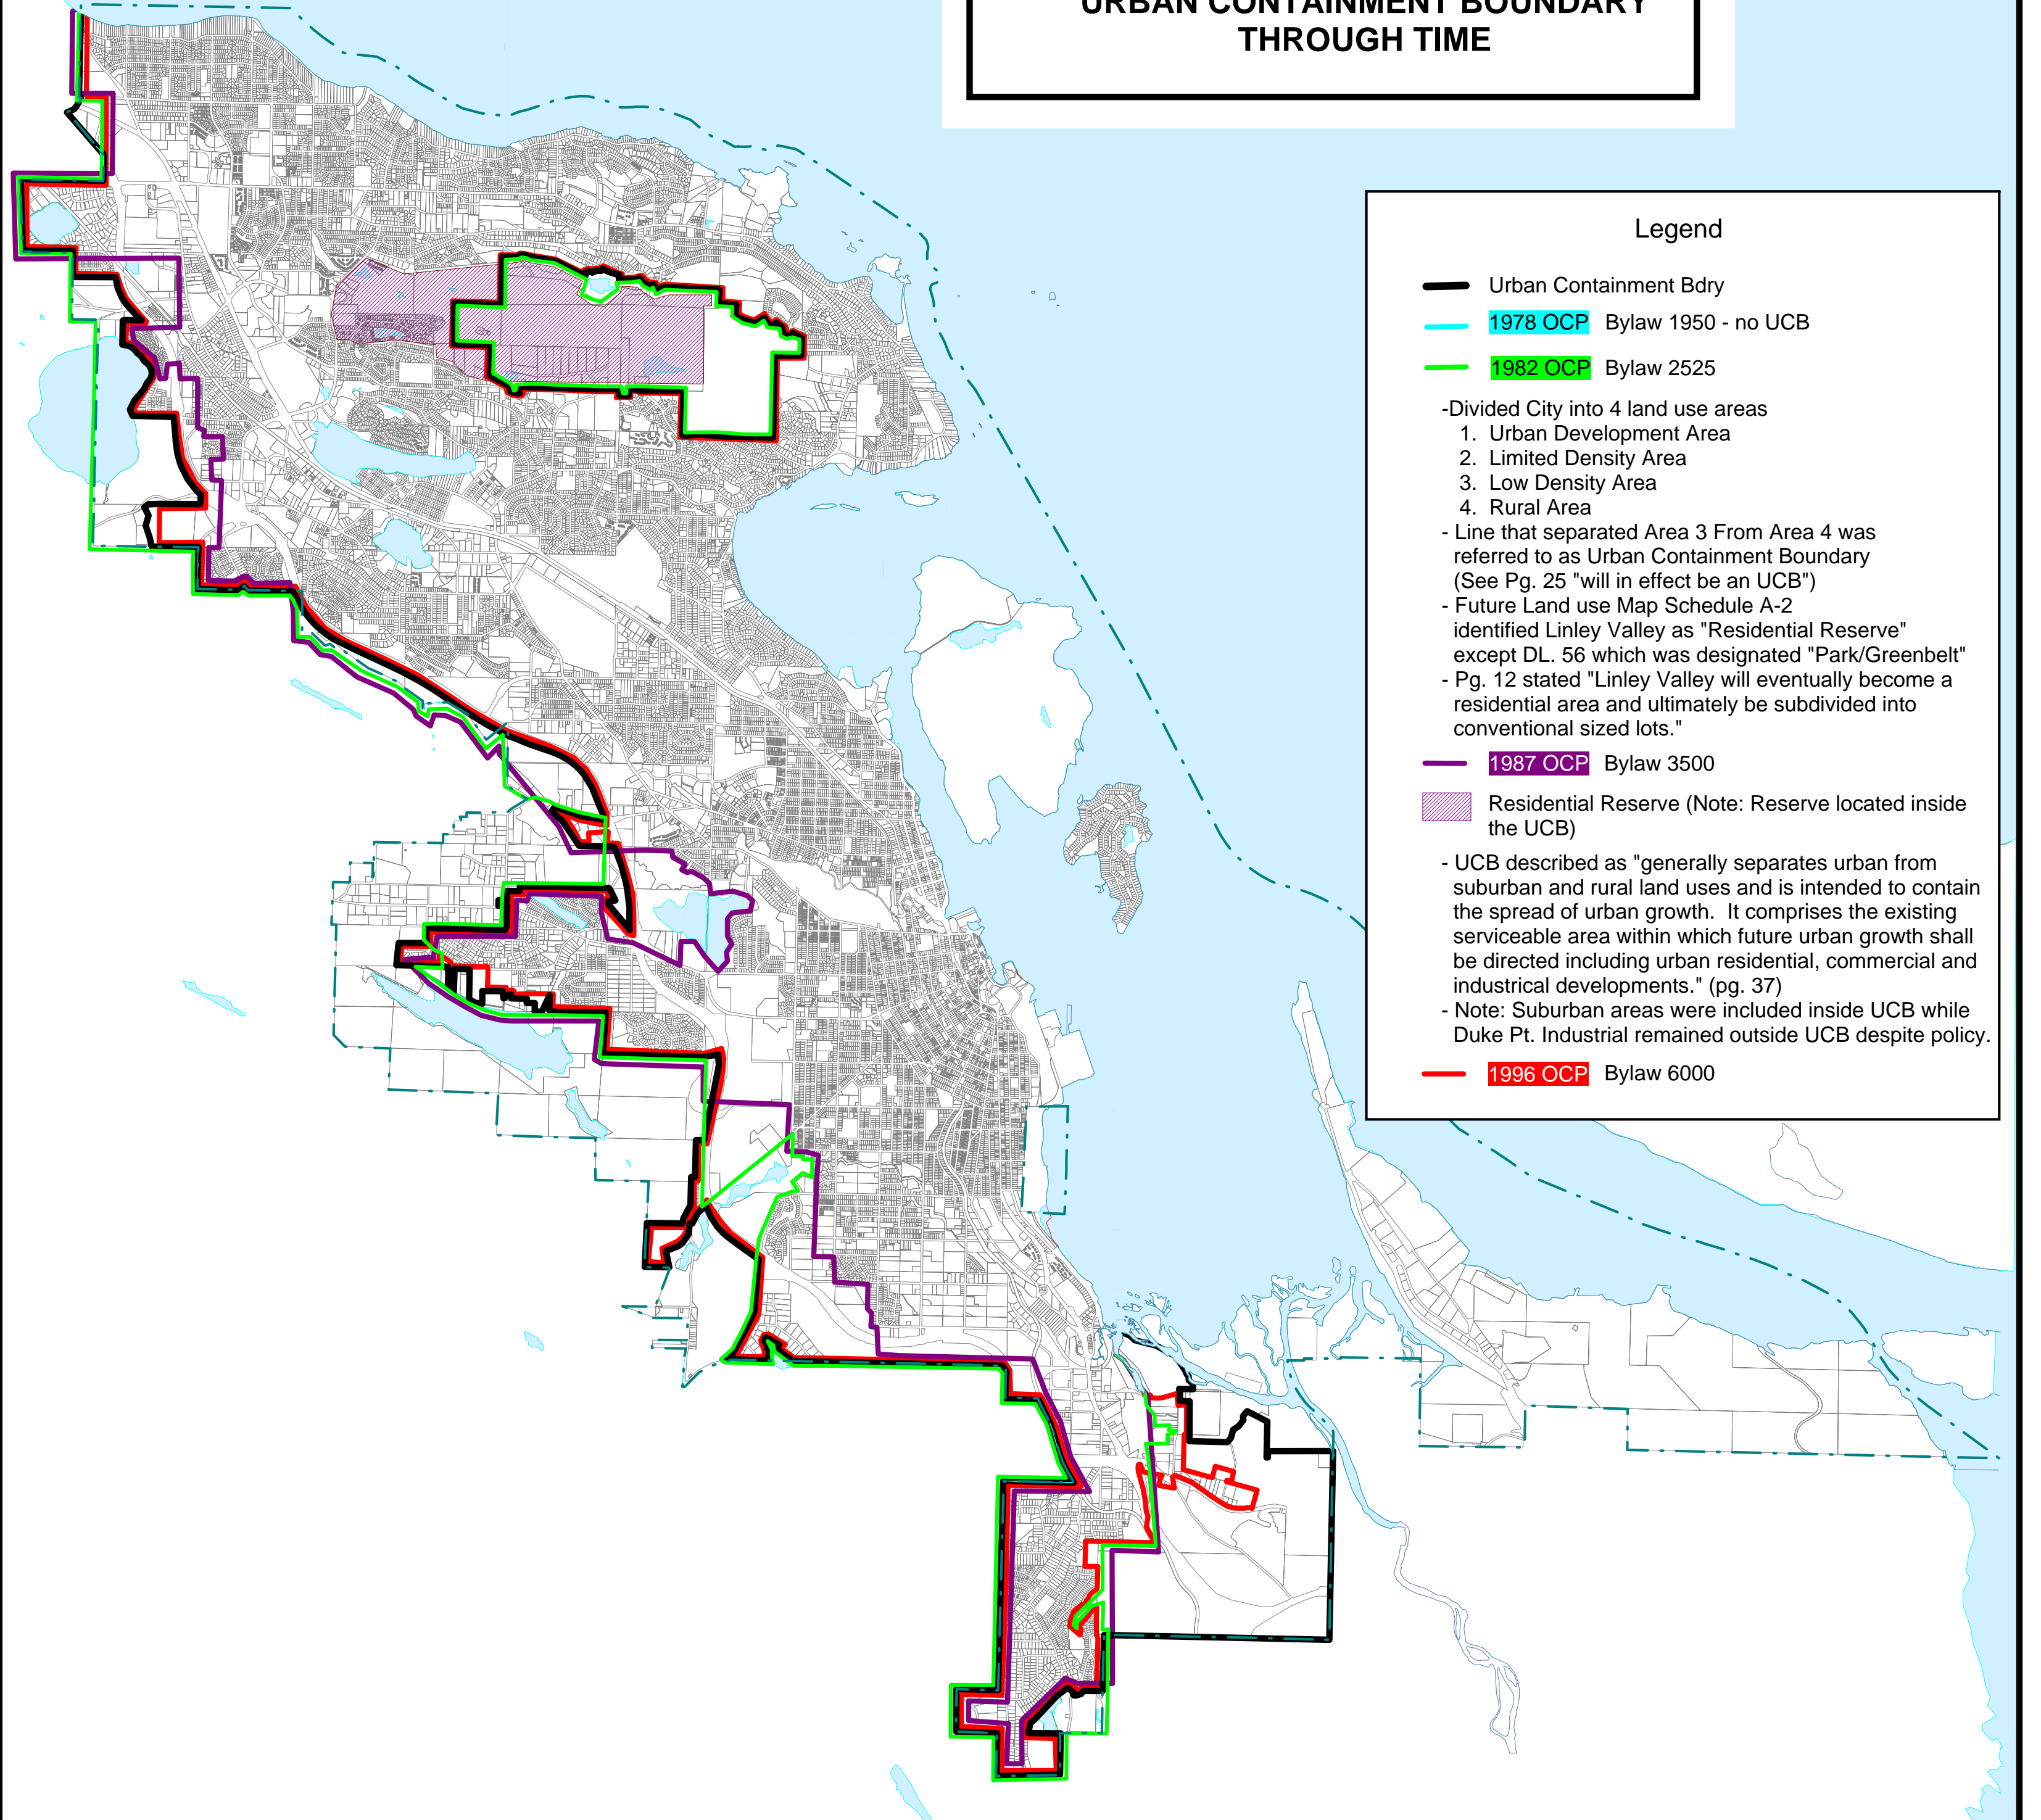 URBAN CONTAINMENT BOUNDARY
THROUGH TIME
Legend
Urban Containment Bdry
1978 OCP Bylaw 1950 - no UCB
1982 OCP Bylaw 2525
-Divided City into 4 land use areas
1. Urban Development Area
2. Limited Density Area
3. Low Density Area
4. Rural Area
- Line that separated Area 3 From Area 4 was
referred to as Urban Containment Boundary
(See Pg. 25 "will in effect be an UCB")
- Future Land use Map Schedule A-2
identified Linley Valley as "Residential Reserve"
except DL. 56 which was designated "Park/Greenbelt"
- Pg. 12 stated "Linley Valley will eventually become a
residential area and ultimately be subdivided into
conventional sized lots."
1987 OCP Bylaw 3500
Residential Reserve (Note: Reserve located inside
the UCB)
- UCB described as "generally separates urban from
suburban and rural land uses and is intended to contain
the spread of urban growth. It comprises the existing
serviceable area within which future urban growth shall
be directed including urban residential, commercial and
industrical developments." (pg. 37)
- Note: Suburban areas were included inside UCB while
Duke Pt. Industrial remained outside UCB despite policy.
1996 OCP Bylaw 6000